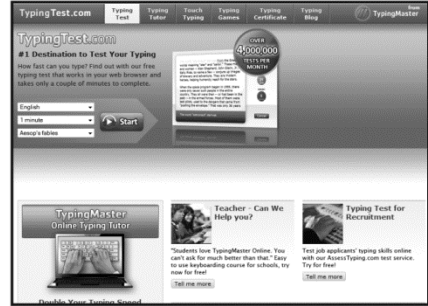 TypingTest.com
Typing Test
Typing Tutor
Touch Typing
Typing Games
Typing Certificate
Typing Blog
from
TypingMaster
TypingTest.com
#1 Destination to Test Your Typing
How fast can you type? Find out with our free
typing test that works in your web browser and
takes only a couple of minutes to complete.
English
1 minute
Aesop's fables
Start
OVER
4,000,000
TESTS PER
MONTH
TypingMaster
Online Typing Tutor
Double Your Typing Speed
Teacher - Can We
Help you?
"Students love TypingMaster Online. You
can't ask for much better than that." Easy
to use keyboarding course for schools, try
now for free!
Tell me more
Typing Test for
Recruitment
Test job applicants' typing skills online
with our AssessTyping.com test service.
Try for free!
Tell me more